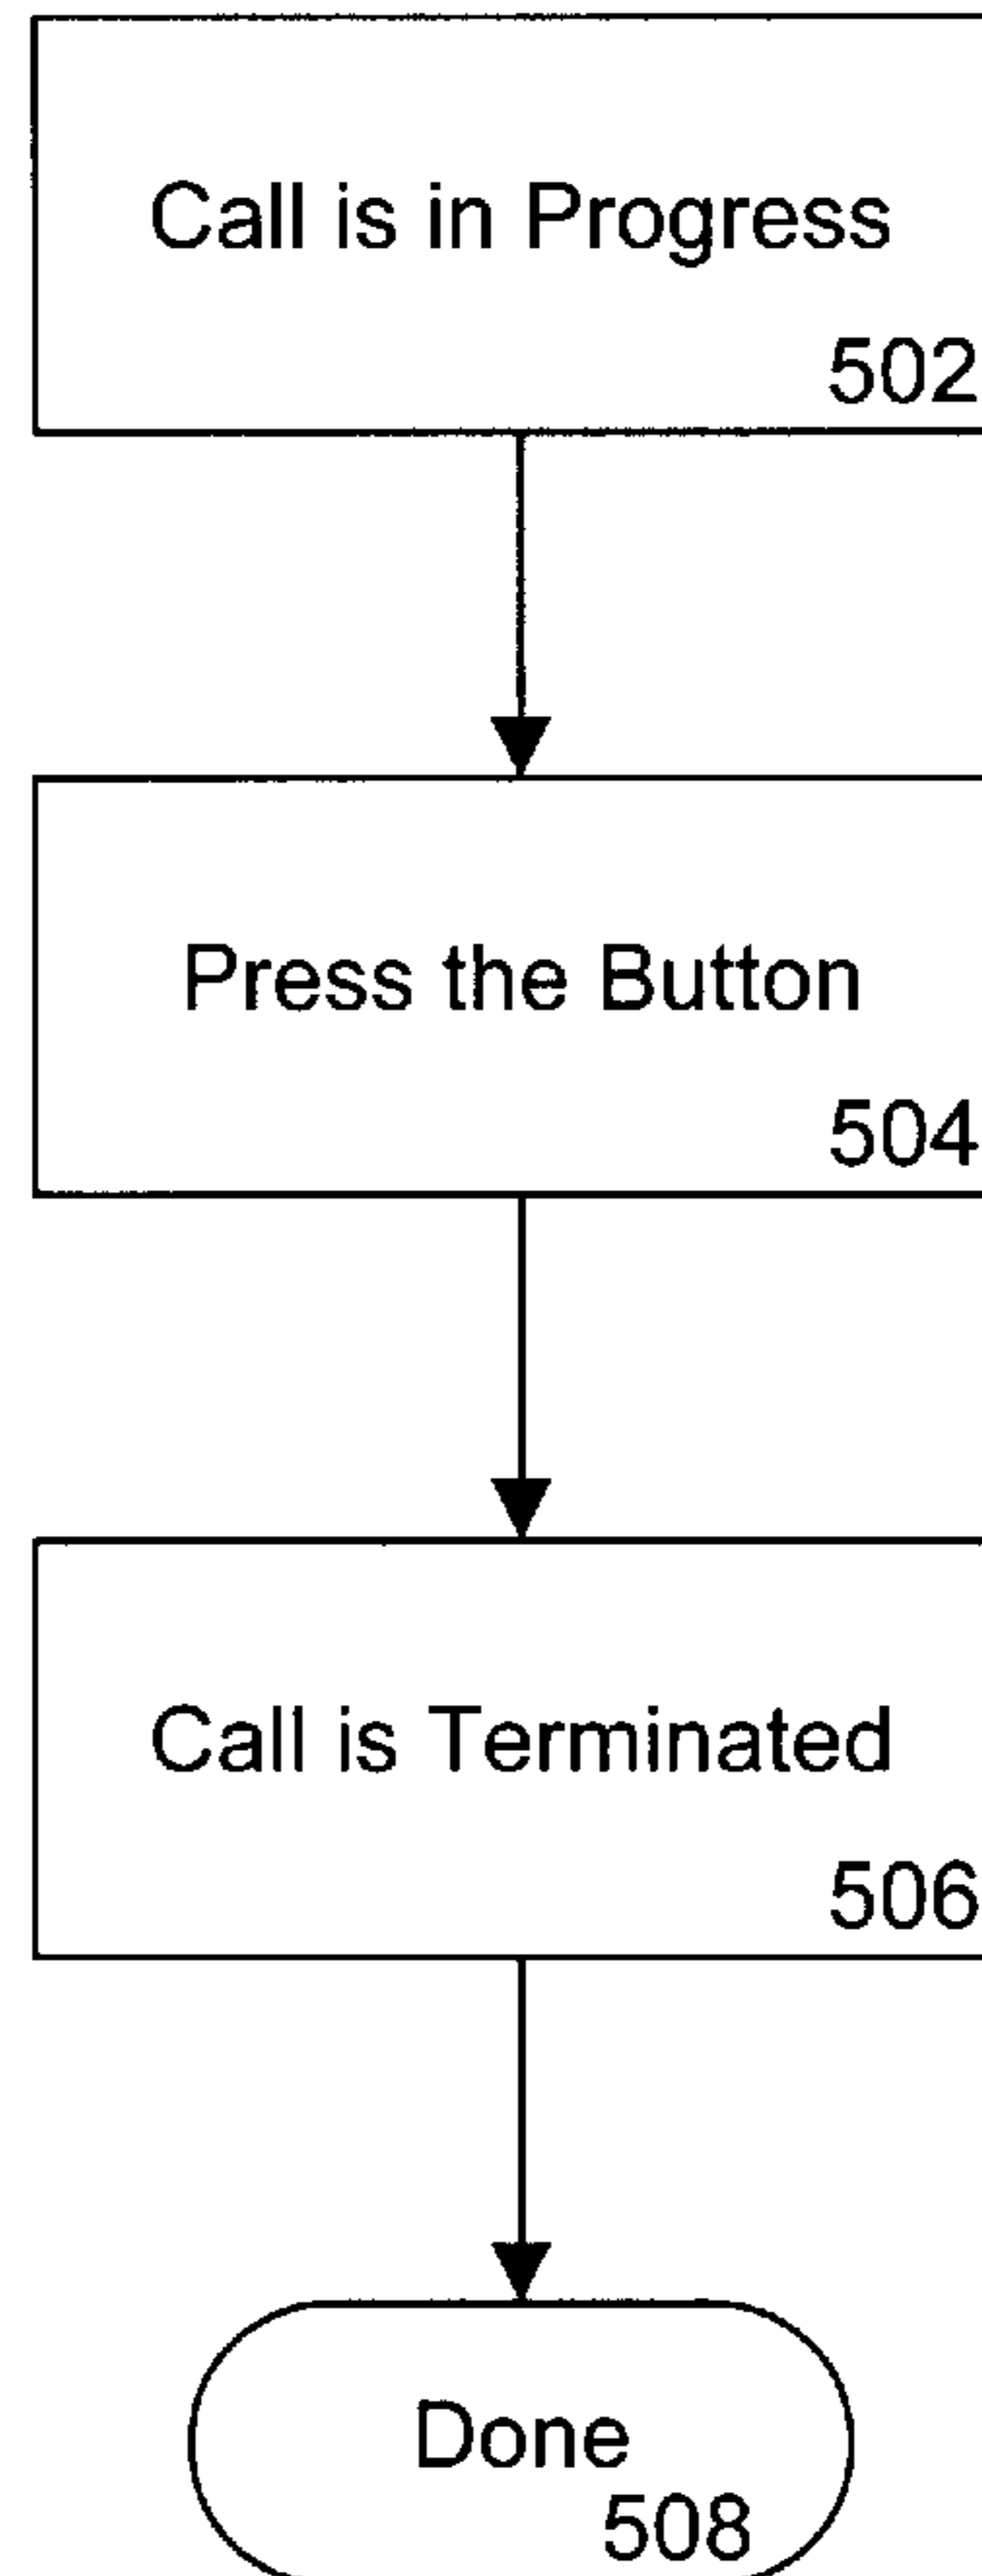 Call is in Progress
502
Press the Button
504
Call is Terminated
506
Done
508